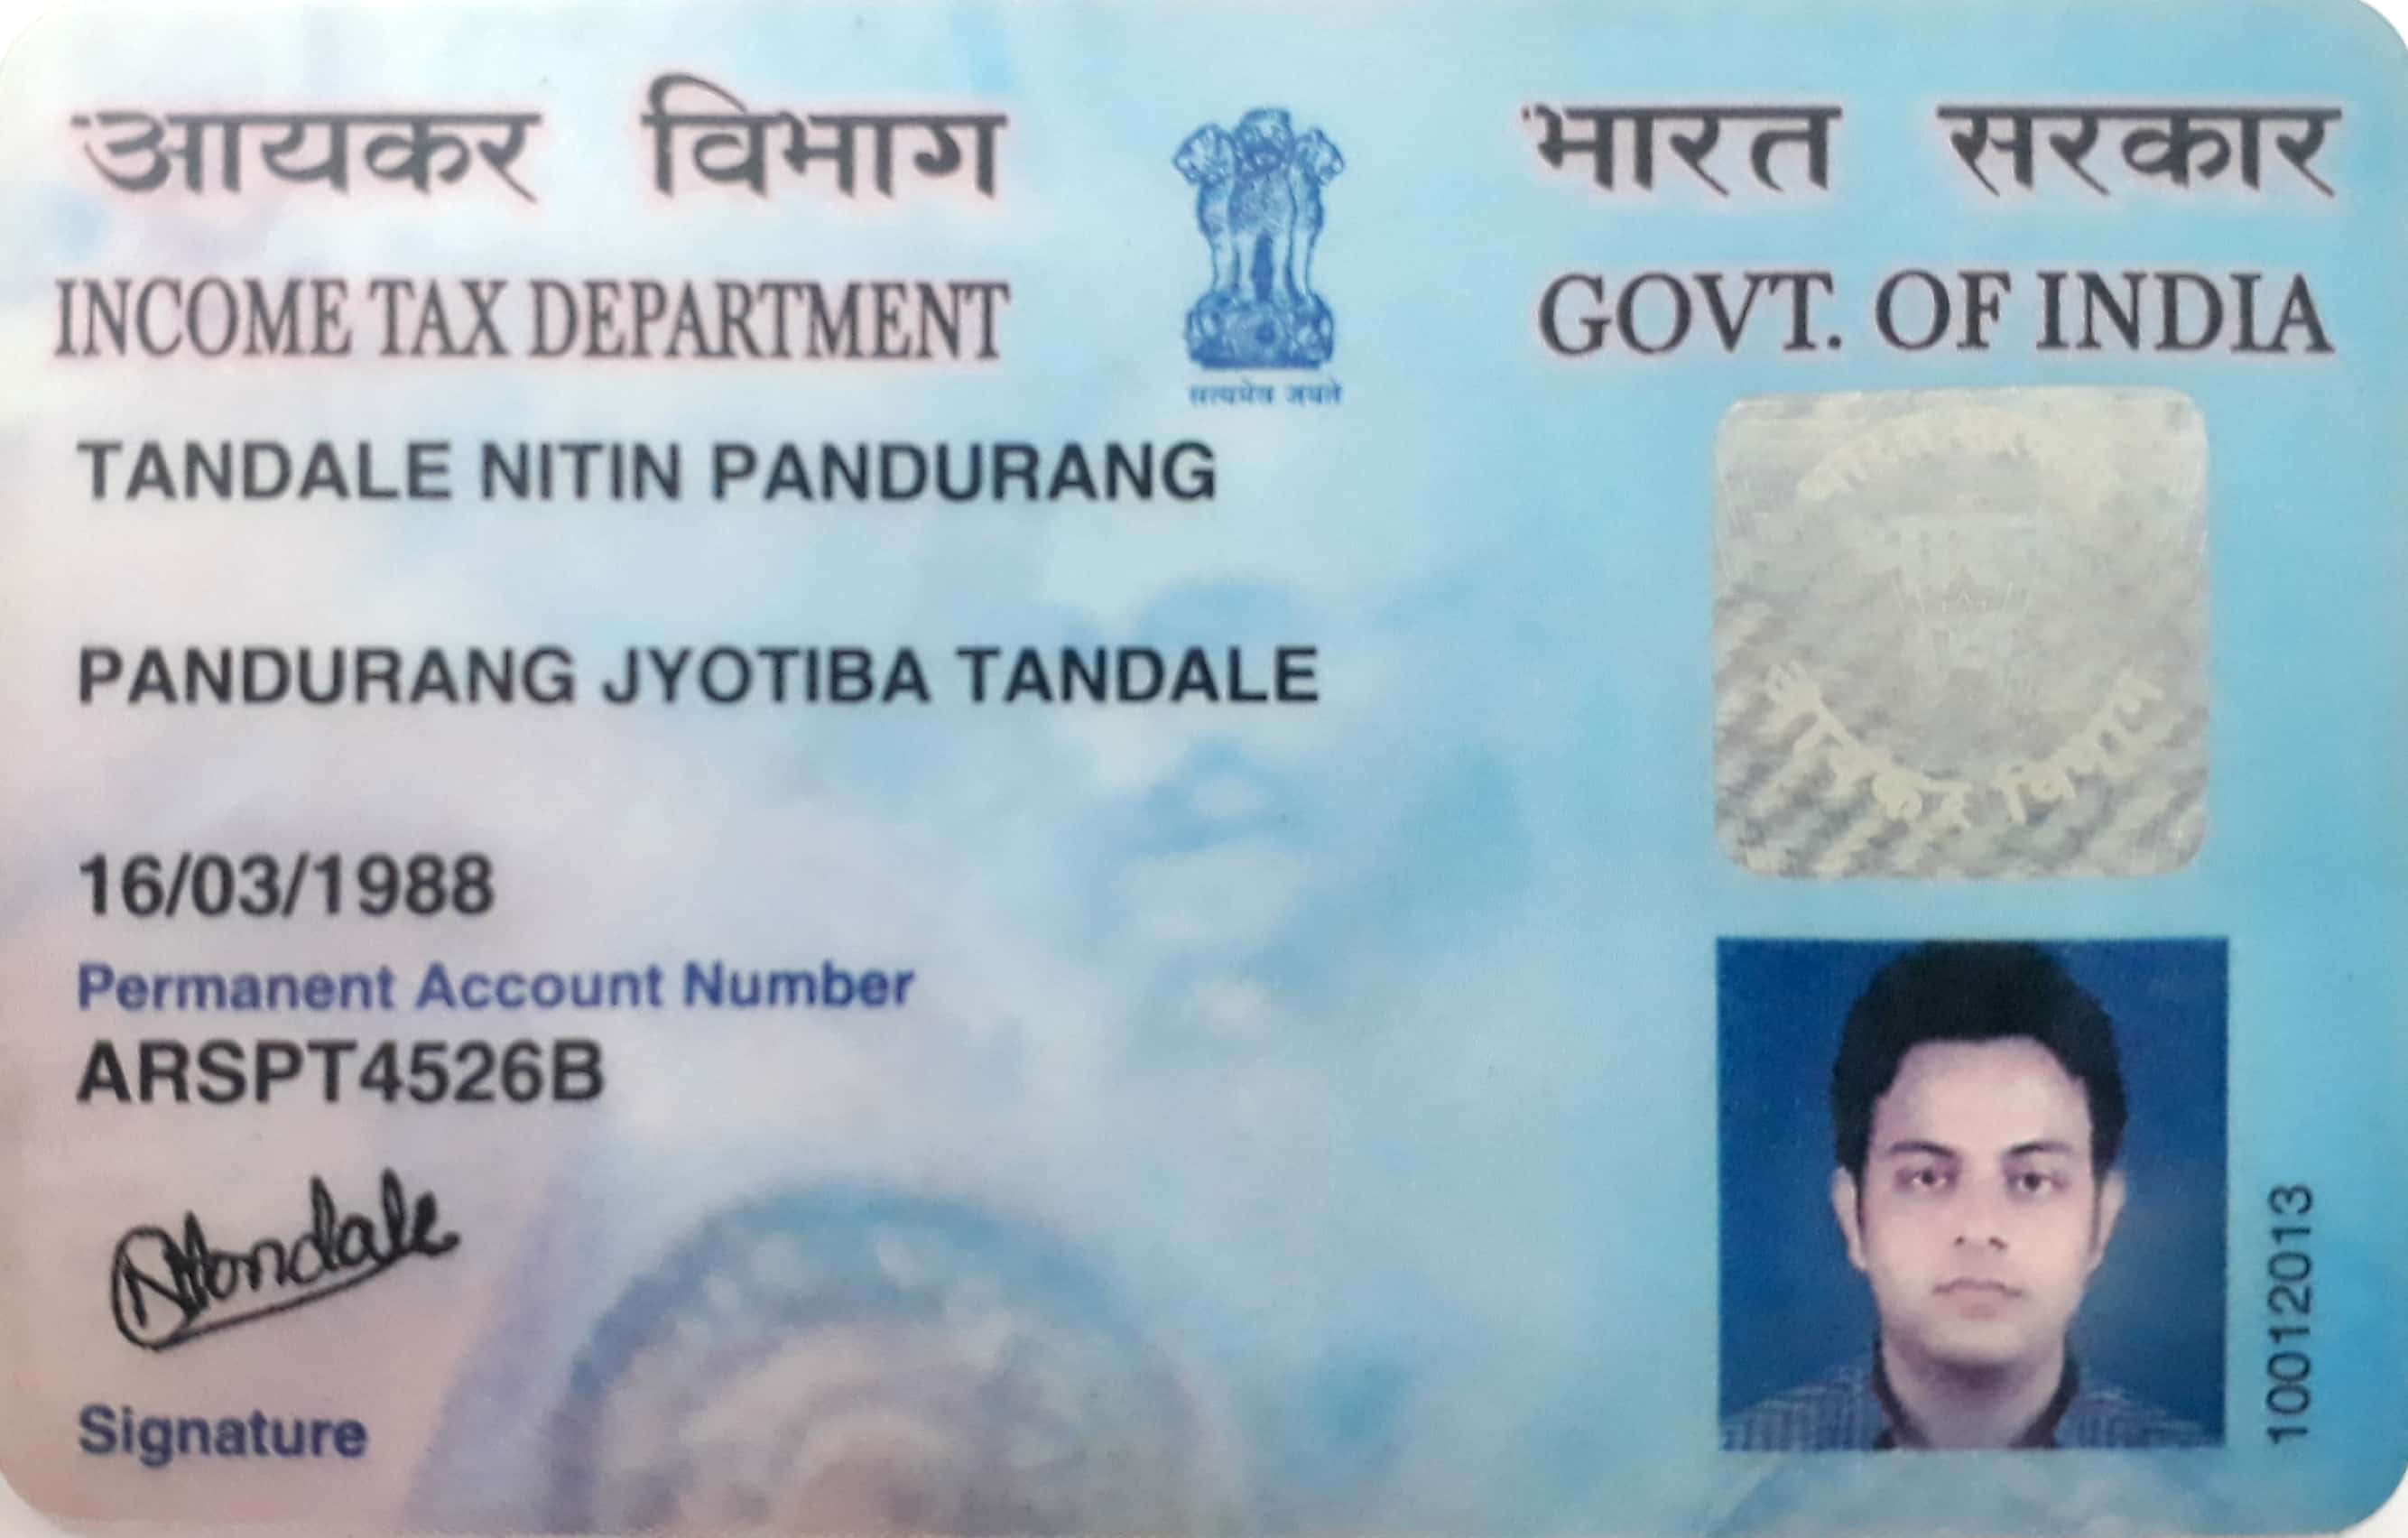 आयकर विभाग
INCOME TAX DEPARTMENT
सत्यमेव जयते
भारत सरकार
GOVT. OF INDIA
TANDALE NITIN PANDURANG
PANDURANG JYOTIBA TANDALE
16/03/1988
Permanent Account Number
ARSPT4526B
Signature
आयकर विभाग
10012013